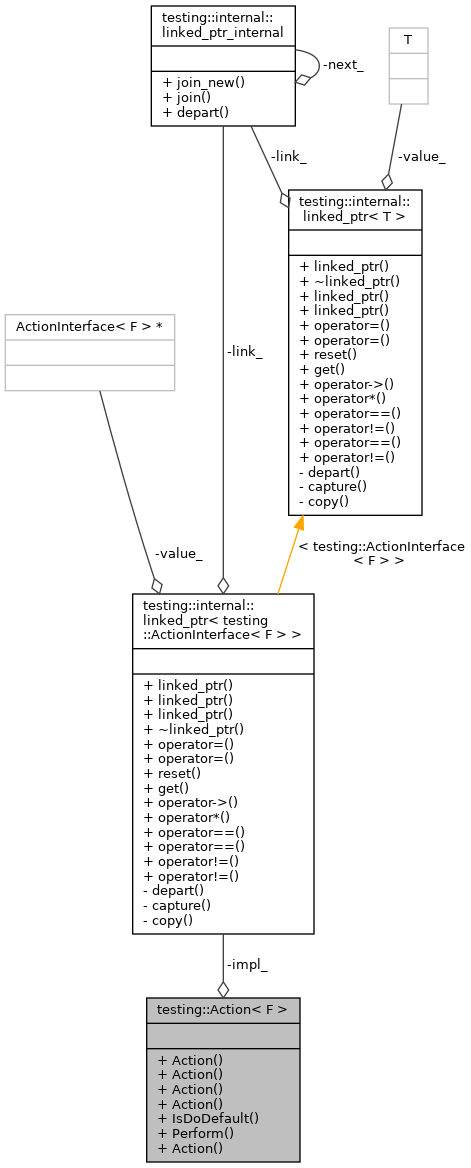 testing::internal::
linked_ptr_internal
+ join_new()
+ join()
+ depart()
-next_
T
-link_
-value_
testing::internal::
linked_ptr< T >
+ linked_ptr()
+ ~linked_ptr()
+ linked_ptr()
+ linked_ptr()
+ operator=()
+ operator=()
+ reset()
+ get()
+ operator->()
+ operator*()
+ operator==()
+ operator!=()
+ operator==()
+ operator!=()
- depart()
- capture()
- copy()
ActionInterface< F > *
-link_
-value_
< testing::ActionInterface
< F > >
testing::internal::
linked_ptr< testing
::ActionInterface< F > >
+ linked_ptr()
+ linked_ptr()
+ linked_ptr()
+ ~linked_ptr()
+ operator=()
+ operator=()
+ reset()
+ get()
+ operator->()
+ operator*()
+ operator==()
+ operator==()
+ operator!=()
+ operator!=()
- depart()
- capture()
- copy()
-impl_
testing::Action< F >
+ Action()
+ Action()
+ Action()
+ Action()
+ IsDoDefault()
+ Perform()
+ Action()